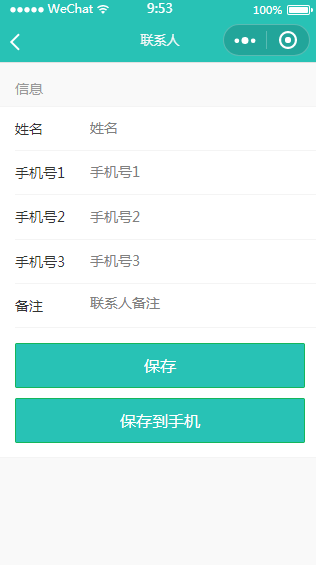 WeChat 9:53 100%
联系人
信息
姓名 姓名
手机号1 手机号1
手机号2 手机号2
手机号3 手机号3
备注 联系人备注
保存
保存到手机